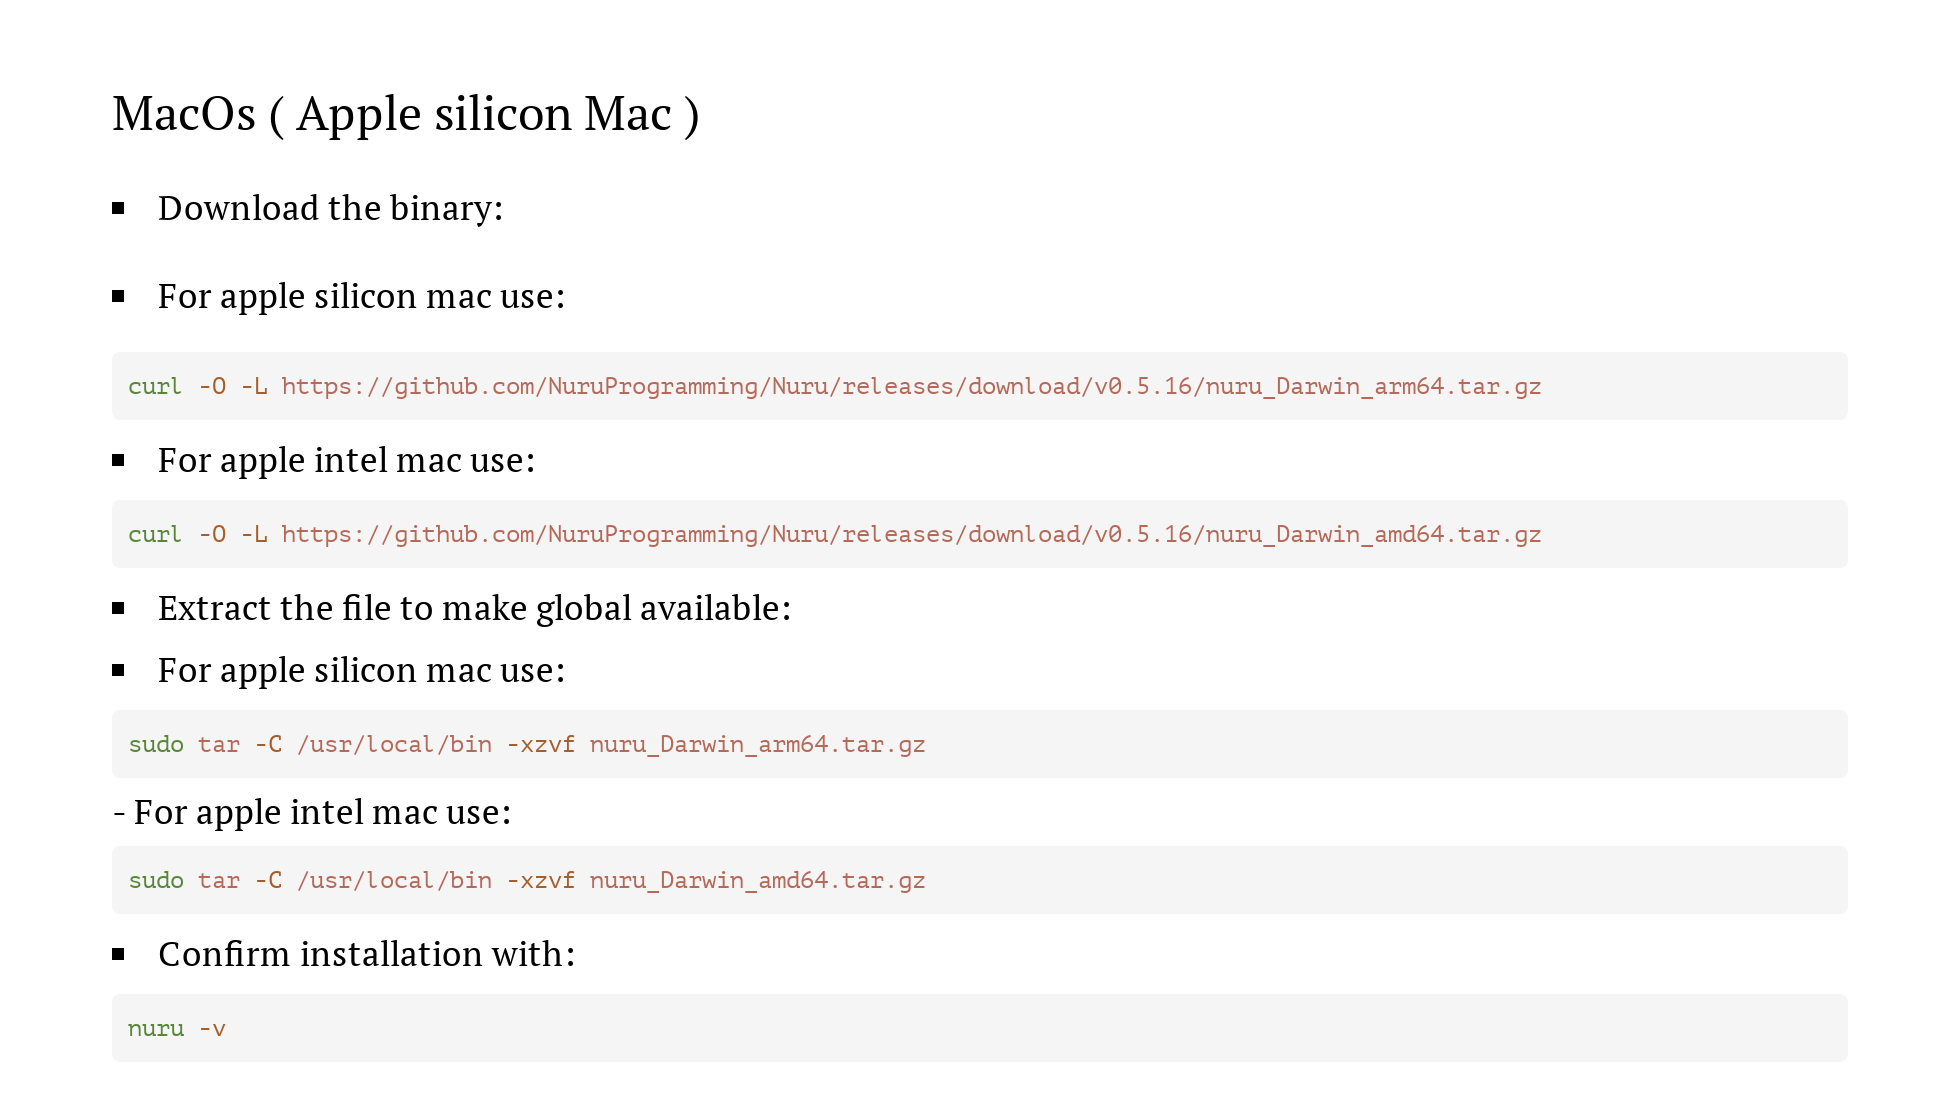 MacOs ( Apple silicon Mac )
▪ Download the binary:
▪ For apple silicon mac use:
curl -O -L https://github.com/NuruProgramming/Nuru/releases/download/v0.5.16/nuru_Darwin_arm64.tar.gz
▪ For apple intel mac use:
curl -O -L https://github.com/NuruProgramming/Nuru/releases/download/v0.5.16/nuru_Darwin_amd64.tar.gz
▪ Extract the file to make global available:
▪ For apple silicon mac use:
sudo tar -C /usr/local/bin -xzvf nuru_Darwin_arm64.tar.gz
- For apple intel mac use:
sudo tar -C /usr/local/bin -xzvf nuru_Darwin_amd64.tar.gz
▪ Confirm installation with:
nuru -v